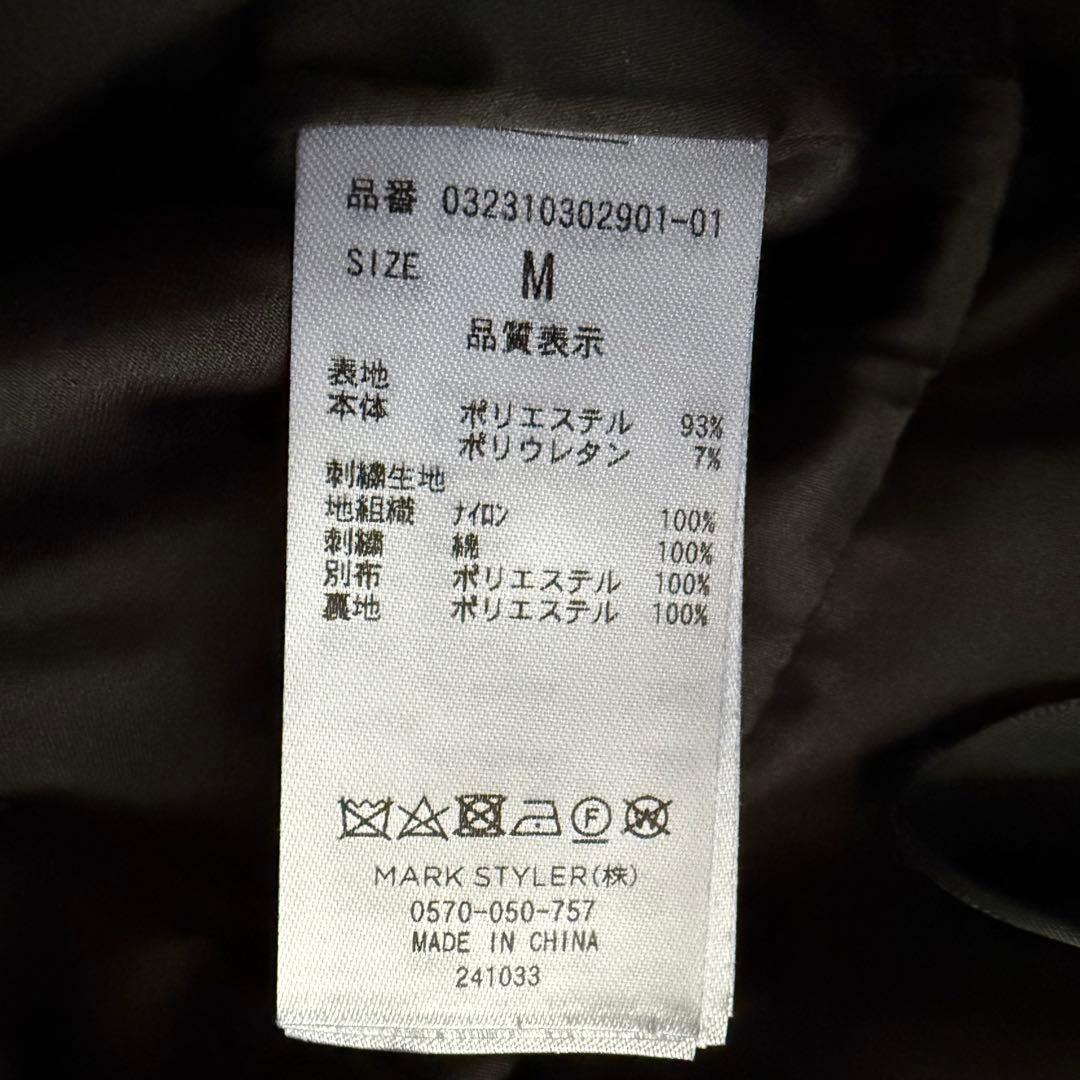 品番 032310302901-01
SIZE M
品質表示
表地
本体 ポリエステル 93%
ポリウレタン 7%
刺繍生地
地組織 ナイロン 100%
刺繍 綿 100%
別布 ポリエステル 100%
裏地 ポリエステル 100%
F W
MARK STYLER(株)
0570-050-757
MADE IN CHINA
241033